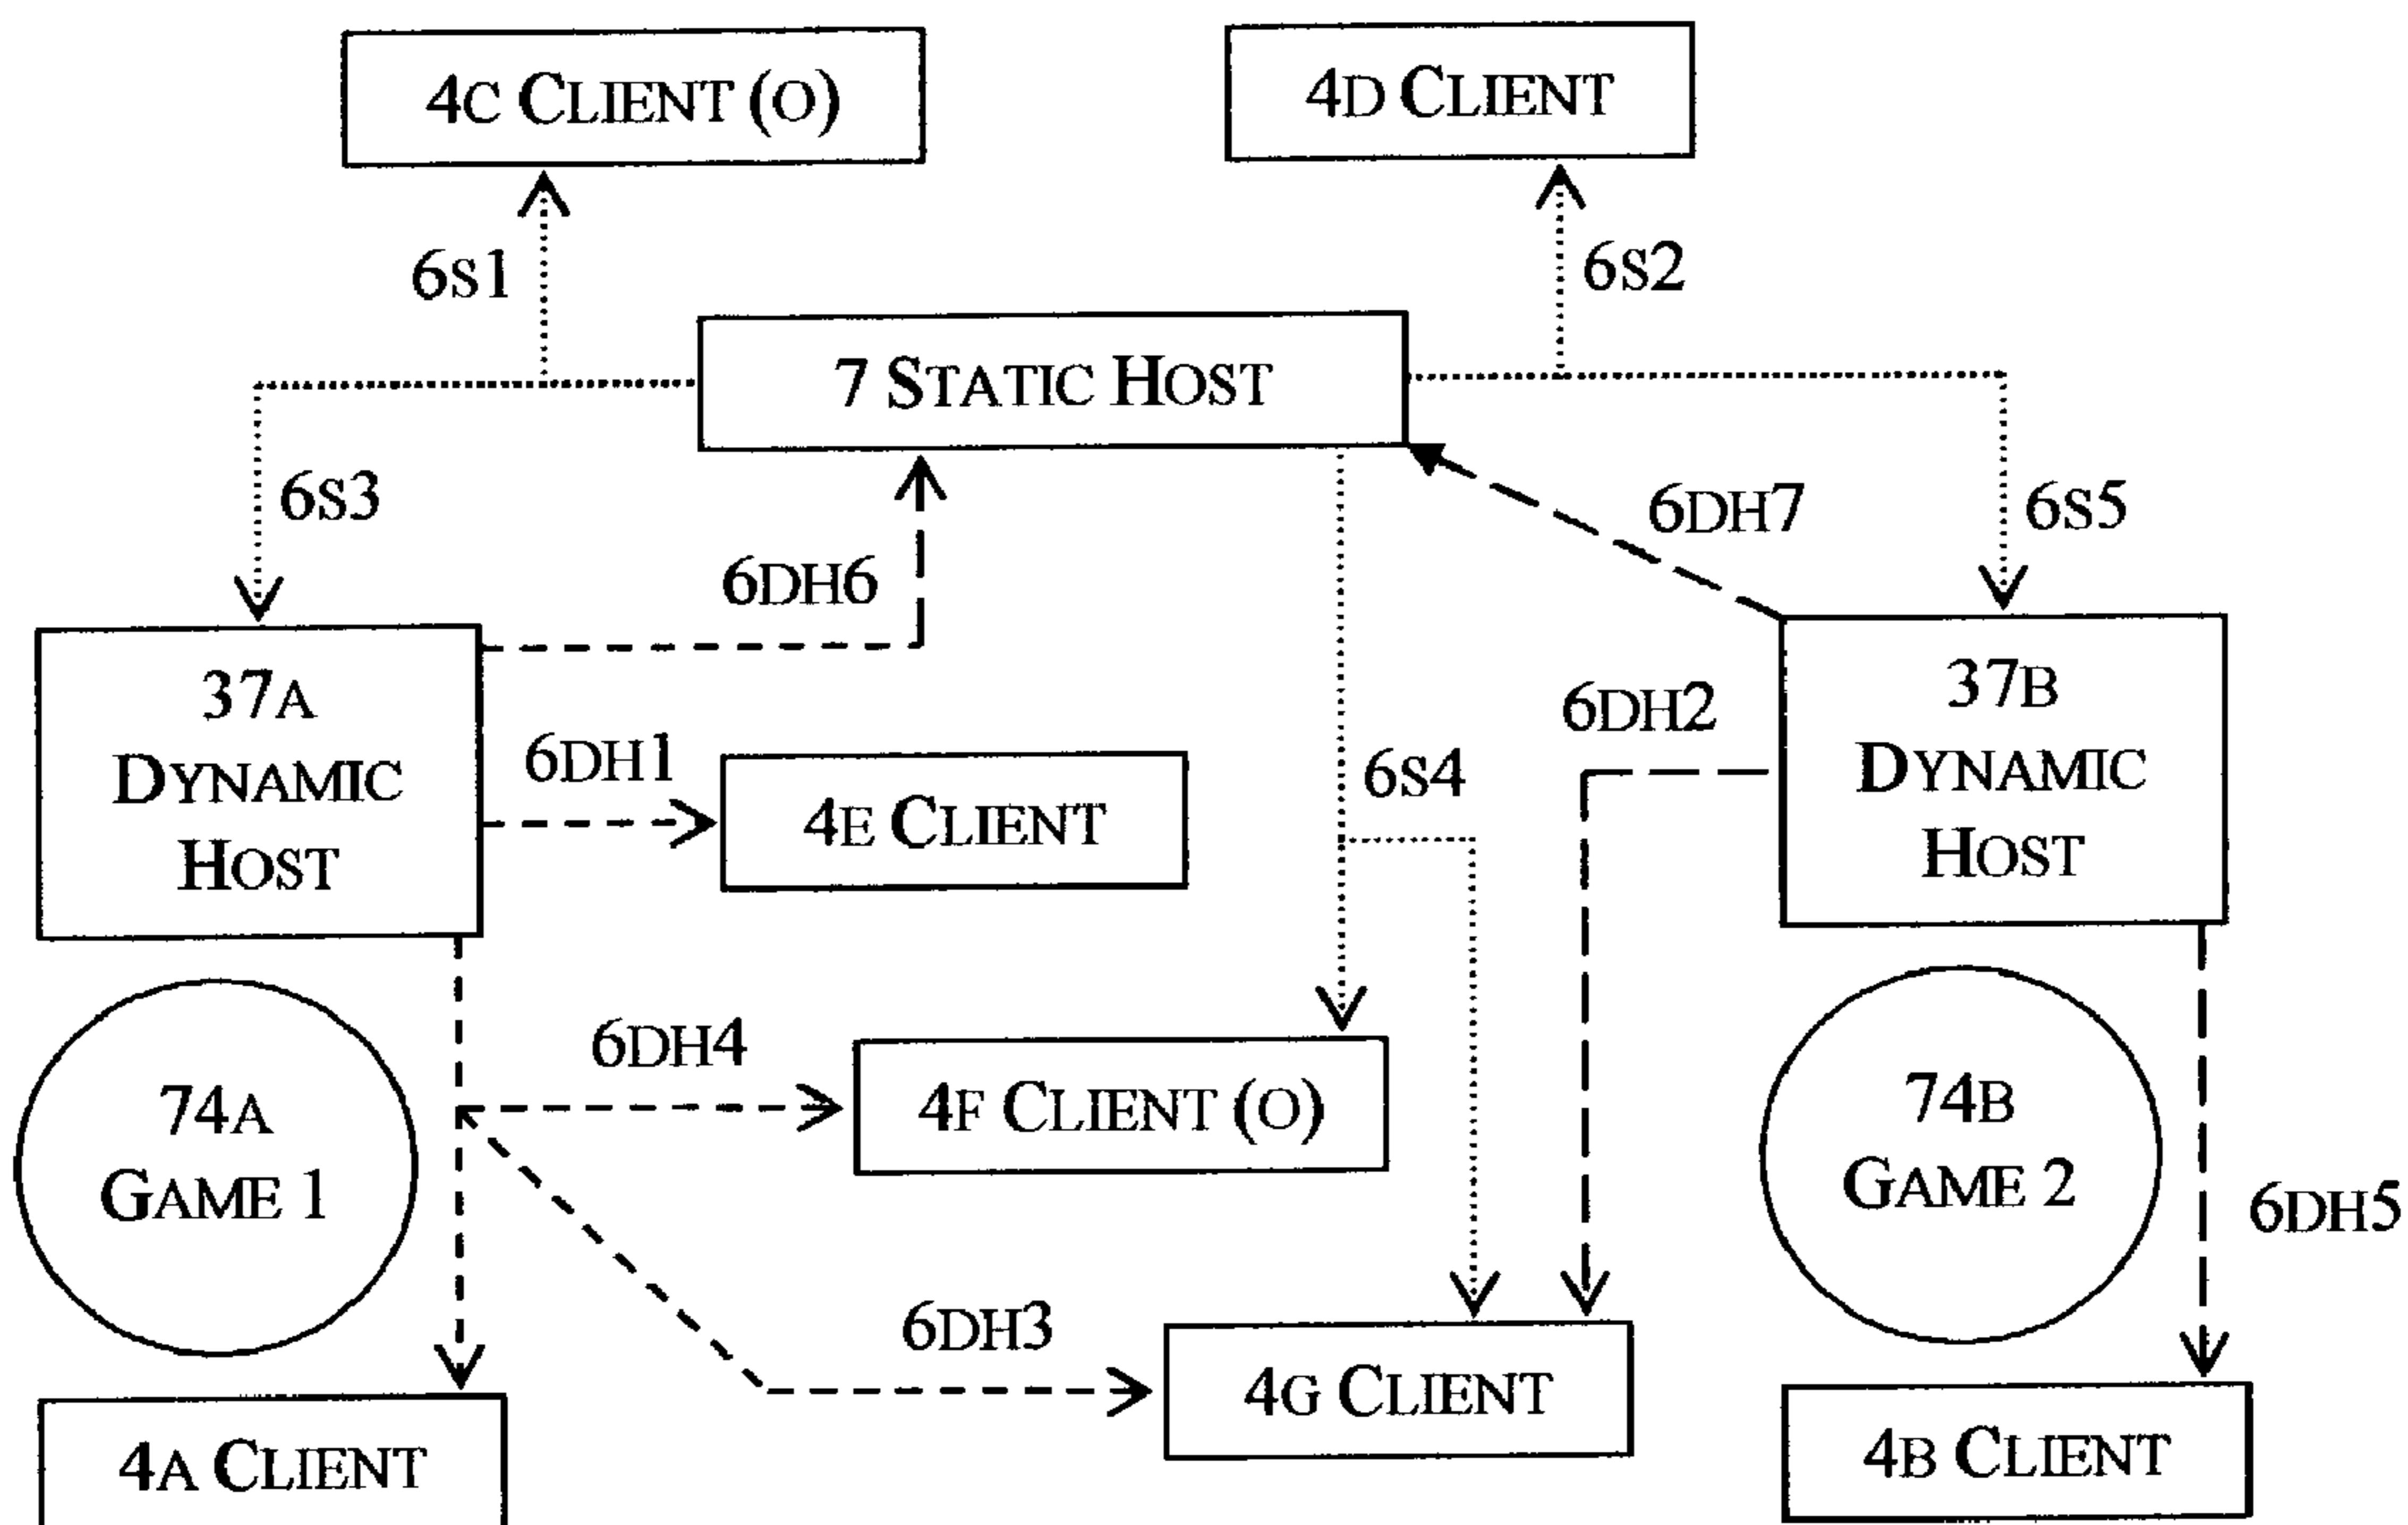 4C CLIENT (O)
4D CLIENT
6S1
6S2
7 STATIC HOST
6S3
6DH7
6S5
6DH6
37A
DYNAMIC
HOST
37B
DYNAMIC
HOST
6DH2
6DH1
6S4
4E CLIENT
6DH4
74A
GAME 1
4F CLIENT (O)
74B
GAME 2
6DH5
6DH3
4G CLIENT
4A CLIENT
4B CLIENT